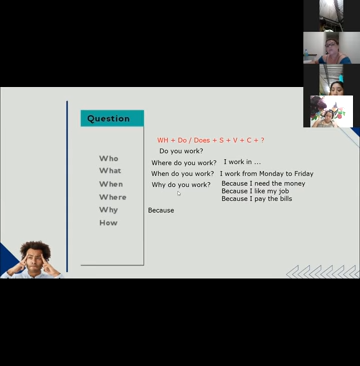 Question
WH + Do / Does + S + V + C + ?
Do you work?
Who
Where do you work? I work in ...
What
When do you work? I work from Monday to Friday
When
Why do you work? Because I need the money
Because I like my job
Where
Because I pay the bills
Why
Because
How